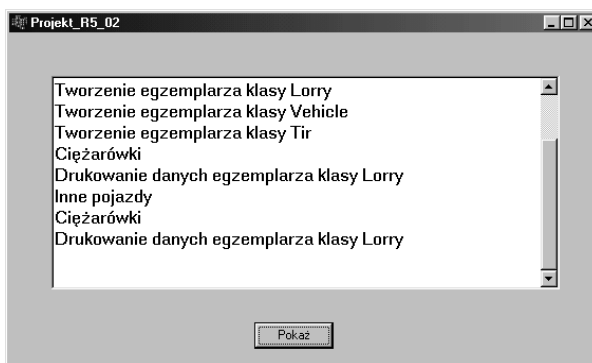 Projekt_R5_02
Tworzenie egzemplarza klasy Lorry
Tworzenie egzemplarza klasy Vehicle
Tworzenie egzemplarza klasy Tir
Ciężarówki
Drukowanie danych egzemplarza klasy Lorry
Inne pojazdy
Ciężarówki
Drukowanie danych egzemplarza klasy Lorry
Pokaż